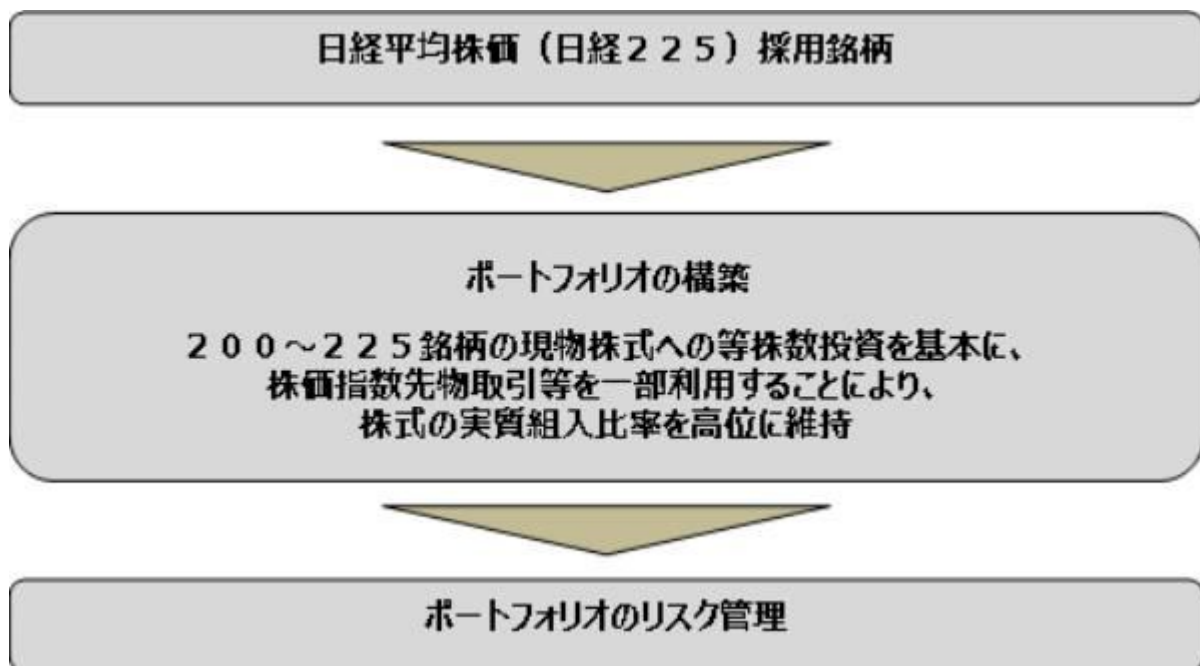 日経平均株価（日経２２５）採用銘柄
ポートフォリオの構築
２００～２２５銘柄の現物株式への等株数投資を基本に、
株価指数先物取引等を一部利用することにより、
株式の実質組入比率を高位に維持
ポートフォリオのリスク管理